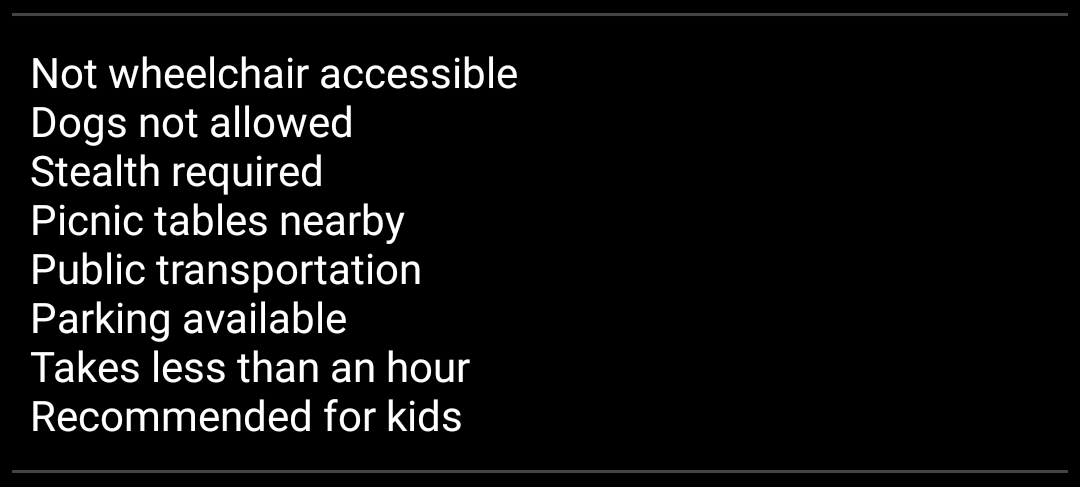 Not wheelchair accessible
Dogs not allowed
Stealth required
Picnic tables nearby
Public transportation
Parking available
Takes less than an hour
Recommended for kids